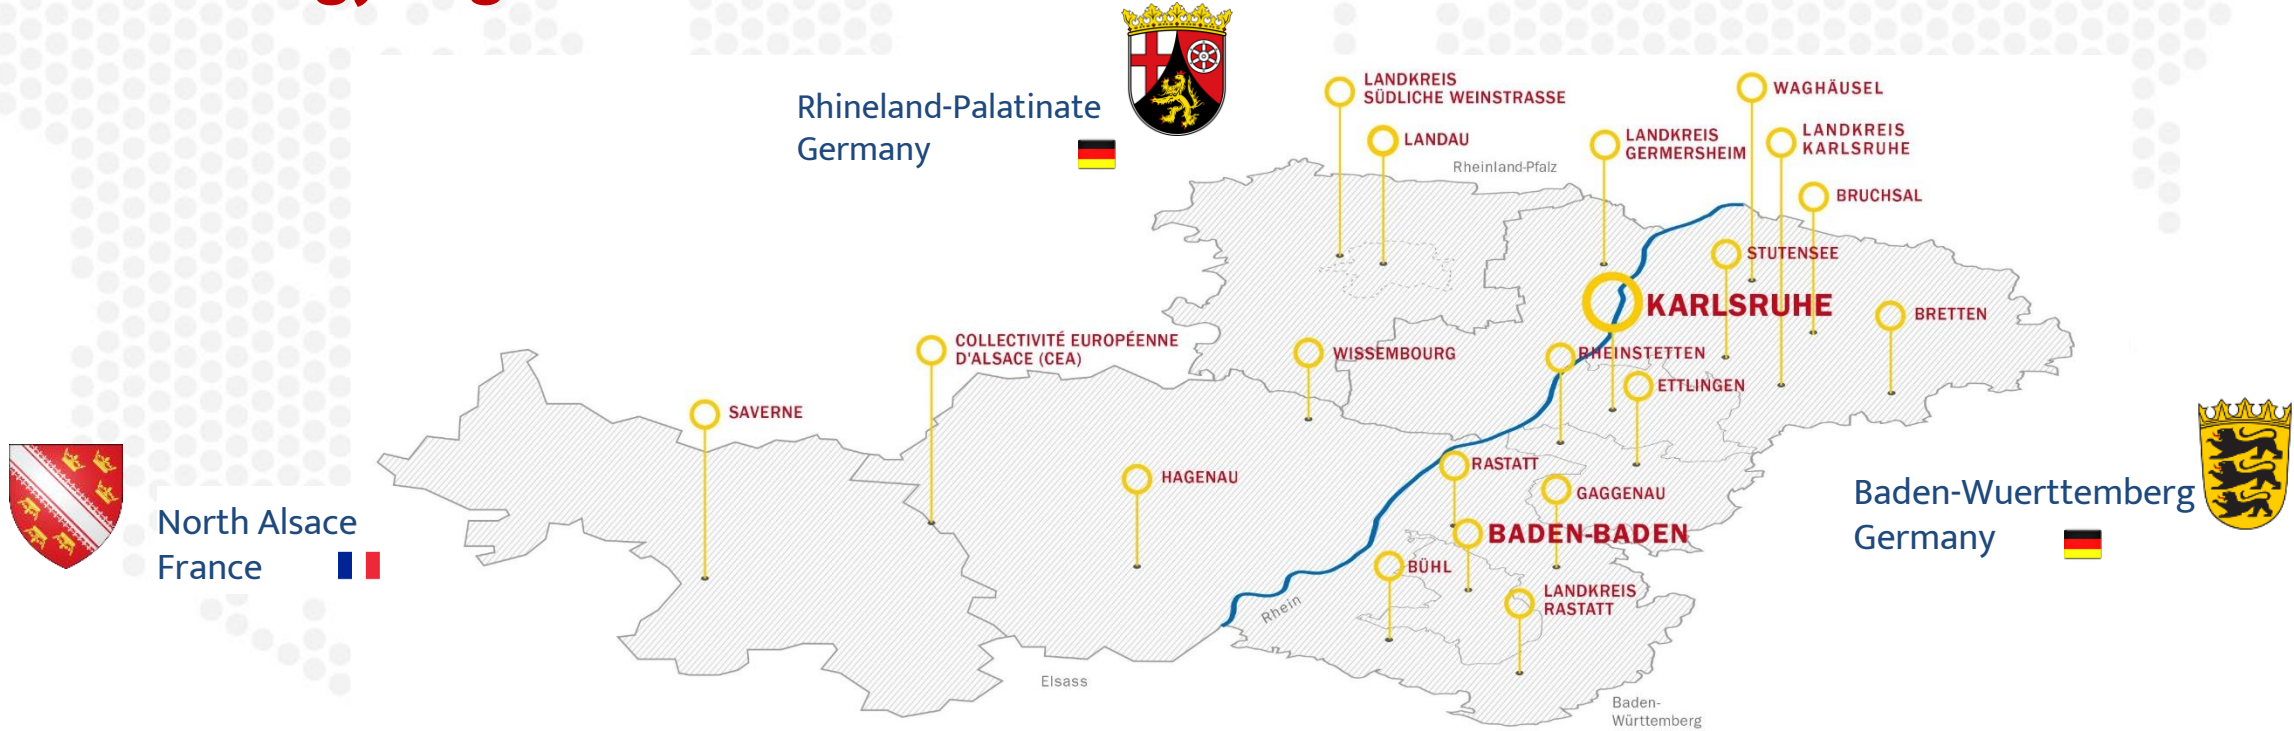 Rhineland-Palatinate
Germany
LANDKREIS
SÜDLICHE WEINSTRASSE
LANDAU
Rheinland-Pfalz
LANDKREIS
GERMERSHEIM
WAGHÄUSEL
LANDKREIS
KARLSRUHE
BRUCHSAL
STUTENSEE
KARLSRUHE
BRETTEN
COLLECTIVITÉ EUROPÉENNE
D'ALSACE (CEA)
WISSEMBOURG
RHEINSTETTEN
ETTLINGEN
SAVERNE
HAGENAU
RASTATT
GAGGENAU
BADEN-BADEN
BÜHL
LANDKREIS
RASTATT
Rhein
Elsass
Baden-
Württemberg
North Alsace
France
Baden-Wuerttemberg
Germany